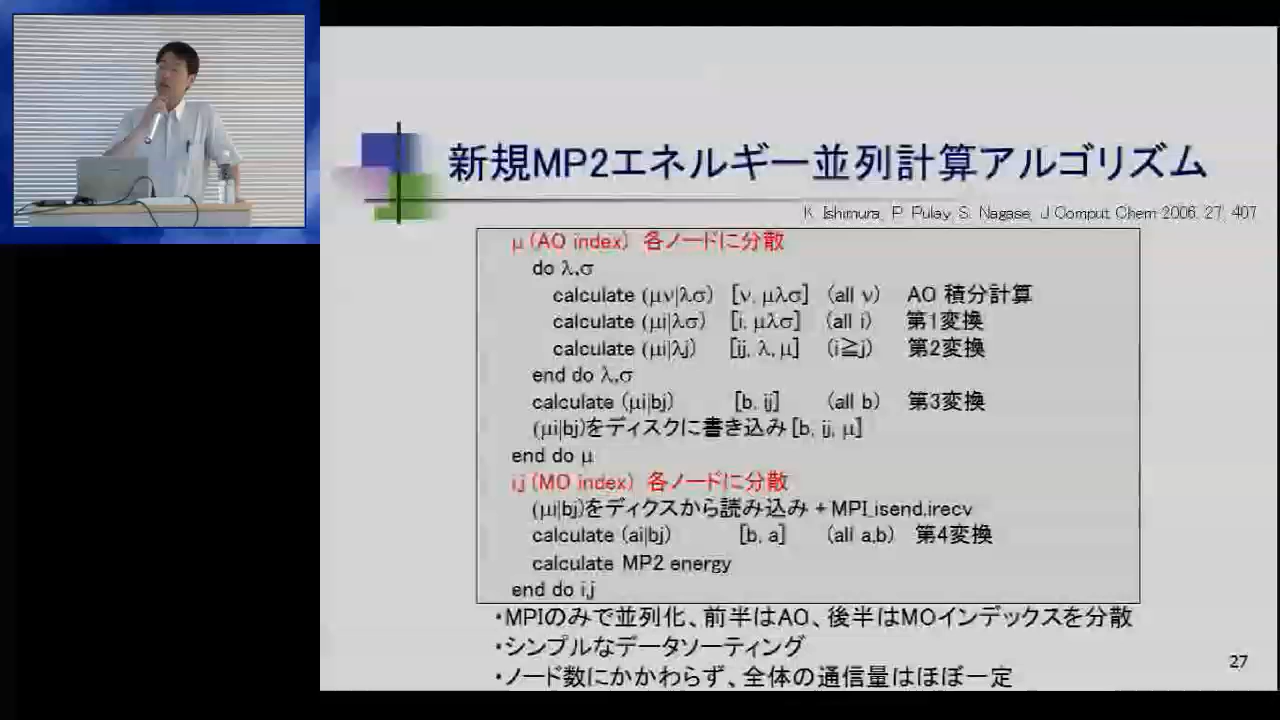 新規MP2エネルギー並列計算アルゴリズム
K. Ishimura, P. Pulay, S. Nagase, J Comput Chem 2006, 27, 407
μ (AO index) 各ノードに分散
do λ,σ
calculate (μν|λσ) [ν, μλσ] (all ν) AO 積分計算
calculate (μi|λσ) [i, μλσ] (all i) 第1変換
calculate (μi|λj) [ij, λ, μ] (i≧j) 第2変換
end do λ,σ
calculate (μi|bj) [b, ij] (all b) 第3変換
(μi|bj)をディスクに書き込み [b, ij, μ]
end do μ
i,j (MO index) 各ノードに分散
(μi|bj)をディクスから読み込み + MPI_isend,irecv
calculate (ai|bj) [b, a] (all a,b) 第4変換
calculate MP2 energy
end do i,j
・MPIのみで並列化、前半はAO、後半はMOインデックスを分散
・シンプルなデータソーティング
・ノード数にかかわらず、全体の通信量はほぼ一定
27